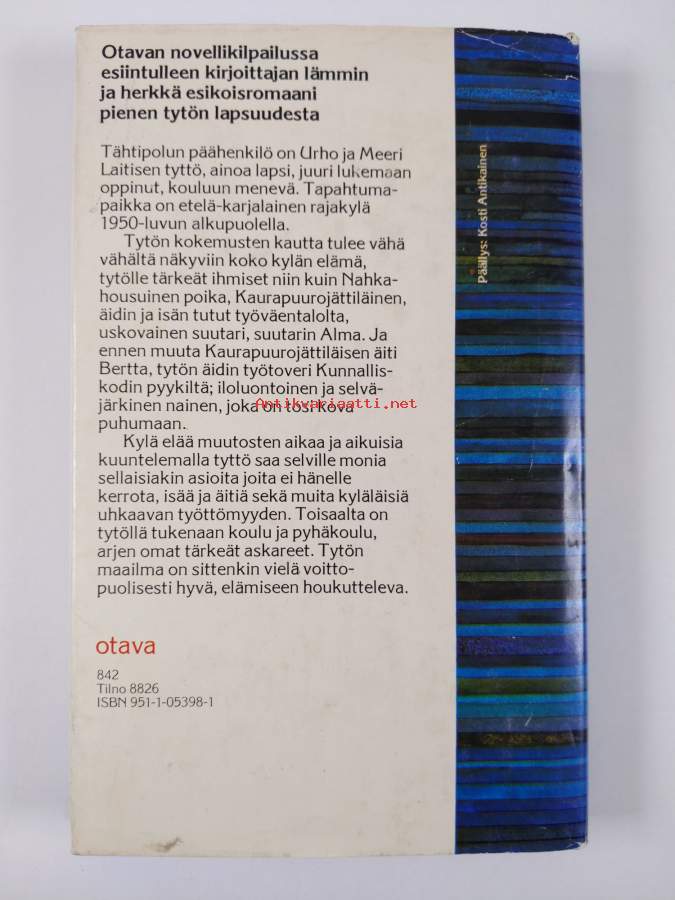 Otavan novellikilpailussa
esiintulleen kirjoittajan lämmin
ja herkkä esikoisromaani
pienen tytön lapsuudesta
Tähtipolun päähenkilö on Urho ja Meeri
Laitisen tyttö, ainoa lapsi, juuri lukemaan
oppinut, kouluun menevä. Tapahtuma-
paikka on etelä-karjalainen rajakylä
1950-luvun alkupuolella.
Tytön kokemusten kautta tulee vähä
vähältä näkyviin koko kylän elämä,
tytölle tärkeät ihmiset niin kuin Nahka-
housuinen poika, Kaurapuurojättiläinen,
äidin ja isän tutut työväentalolta,
uskovainen suutari, suutarin Alma. Ja
ennen muuta Kaurapuurojättiläisen äiti
Bertta, tytön äidin työtoveri Kunnallis-
kodin pyykiltä; iloluontoinen ja selvä-
järkinen nainen, joka on tosi kova
puhumaan.
Kylä elää muutosten aikaa ja aikuisia
kuuntelemalla tyttö saa selville monia
sellaisiakin asioita joita ei hänelle
kerrota, isää ja äitiä sekä muita kyläläisiä
uhkaavan työttömyyden. Toisaalta on
tytöllä tukenaan koulu ja pyhäkoulu,
arjen omat tärkeät askareet. Tytön
maailma on sittenkin vielä voitto-
puolisesti hyvä, elämiseen houkutteleva.
otava
842
Tilno 8826
ISBN 951-1-05398-1
Päällys: Kosti Antikainen
Antikvariaatti.net